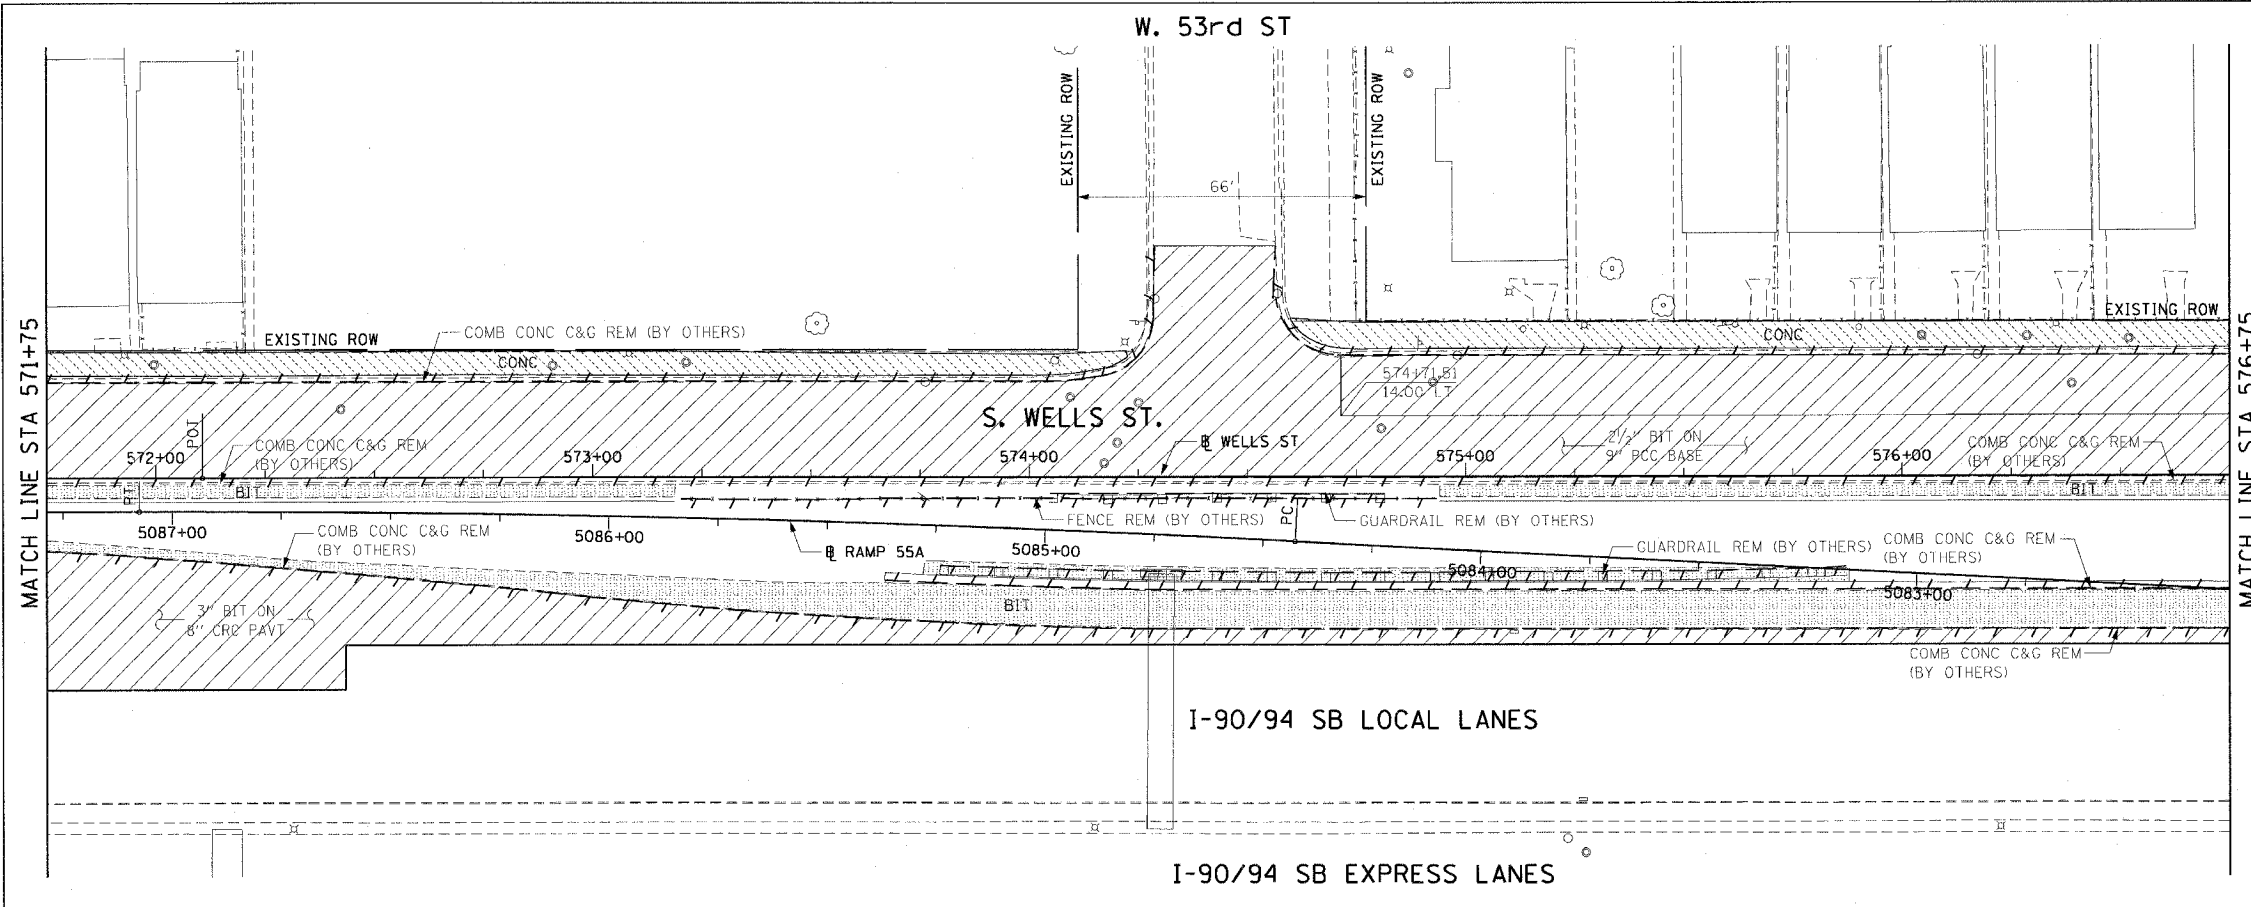 W. 53rd ST
EXISTING ROW
EXISTING ROW
66'
MATCH LINE STA 571+75
MATCH LINE STA 576+75
EXISTING ROW
COMB CONC C&G REM (BY OTHERS)
EXISTING ROW
CONC
CONC
574+71.51
14.00 LT
S. WELLS ST.
POT
COMB CONC C&G REM
(BY OTHERS)
572+00
573+00
574+00
℄ WELLS ST
575+00
2½" BIT ON
9" PCC BASE
576+00
COMB CONC C&G REM
(BY OTHERS)
BIT
BIT
PT
5087+00
COMB CONC C&G REM
(BY OTHERS)
5086+00
℄ RAMP 55A
FENCE REM (BY OTHERS)
PC
GUARDRAIL REM (BY OTHERS)
5085+00
GUARDRAIL REM (BY OTHERS)
COMB CONC C&G REM
(BY OTHERS)
5084+00
5083+00
3" BIT ON
8" CRC PAVT
BIT
COMB CONC C&G REM
(BY OTHERS)
I-90/94 SB LOCAL LANES
I-90/94 SB EXPRESS LANES